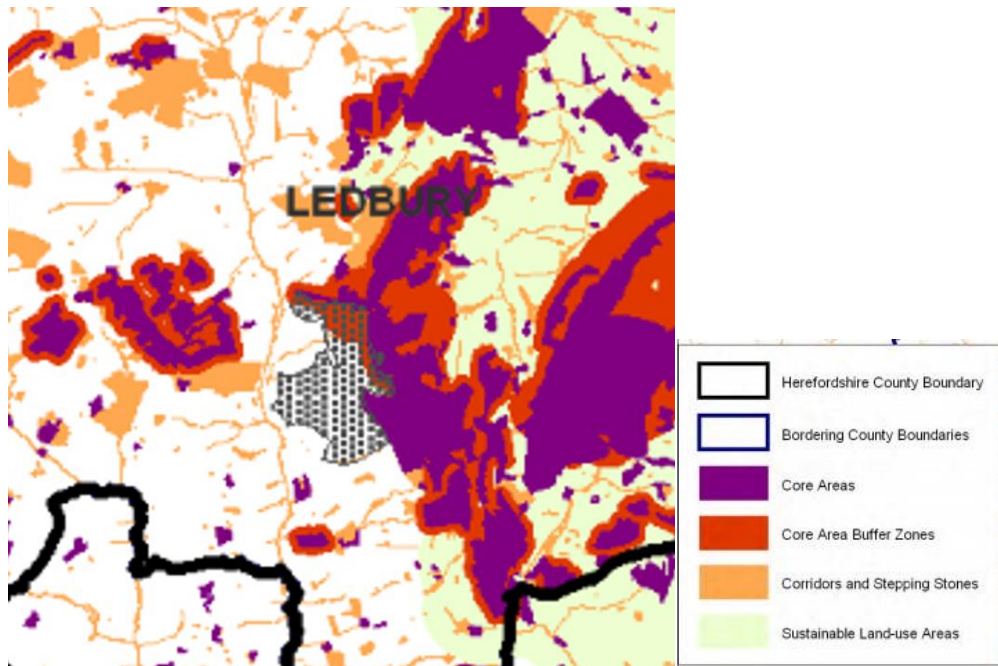 LEDBURY
Herefordshire County Boundary
Bordering County Boundaries
Core Areas
Core Area Buffer Zones
Corridors and Stepping Stones
Sustainable Land-use Areas